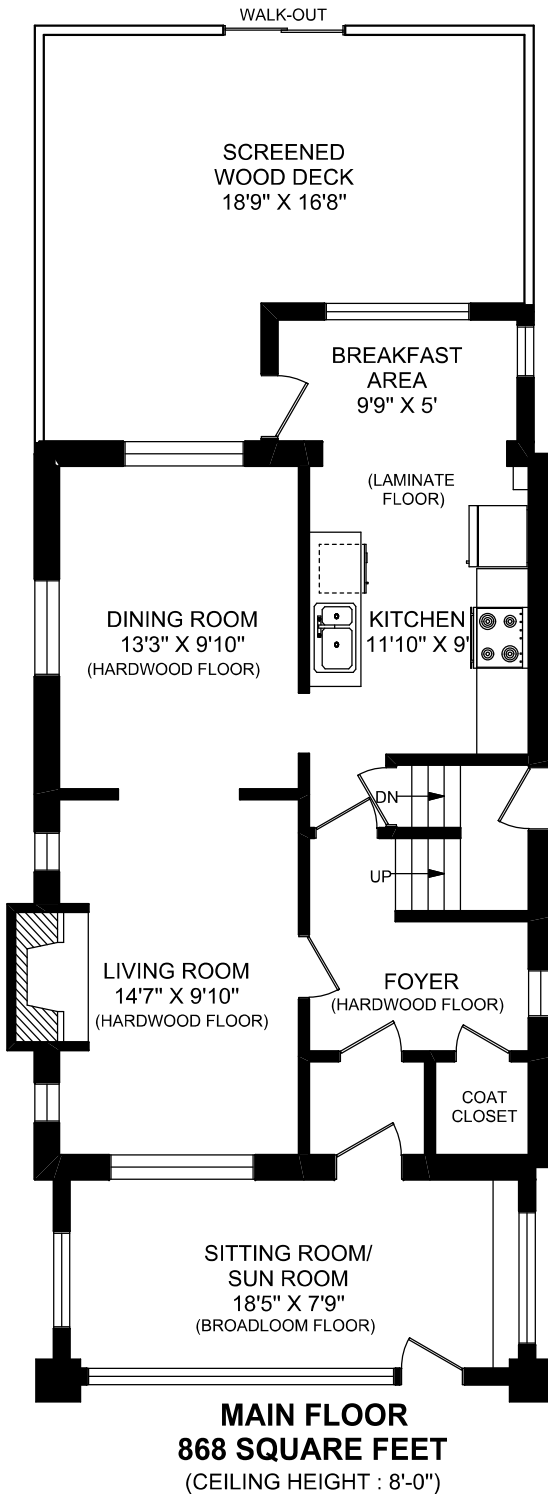 WALK-OUT
SCREENED
WOOD DECK
18'9" X 16'8"
BREAKFAST
AREA
9'9" X 5'
(LAMINATE
FLOOR)
DINING ROOM
13'3" X 9'10"
(HARDWOOD FLOOR)
KITCHEN
11'10" X 9'
DN
UP
LIVING ROOM
14'7" X 9'10"
(HARDWOOD FLOOR)
FOYER
(HARDWOOD FLOOR)
COAT
CLOSET
SITTING ROOM/
SUN ROOM
18'5" X 7'9"
(BROADLOOM FLOOR)
MAIN FLOOR
868 SQUARE FEET
(CEILING HEIGHT : 8'-0")